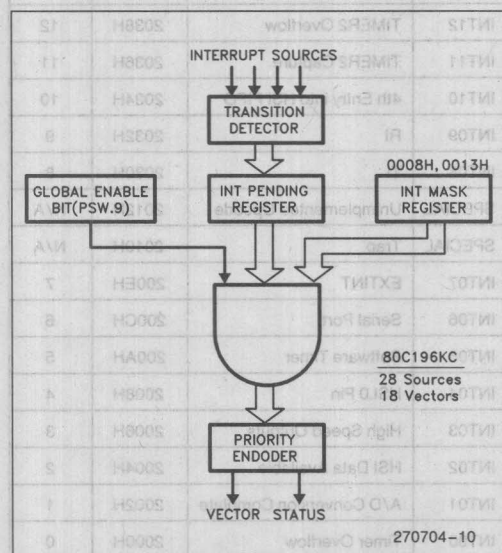 INTERRUPT SOURCES
TRANSITION
DETECTOR
0008H, 0013H
GLOBAL ENABLE
BIT(PSW.9)
INT PENDING
REGISTER
INT MASK
REGISTER
80C196KC
28 Sources
18 Vectors
PRIORITY
ENDODER
VECTOR STATUS
270704-10